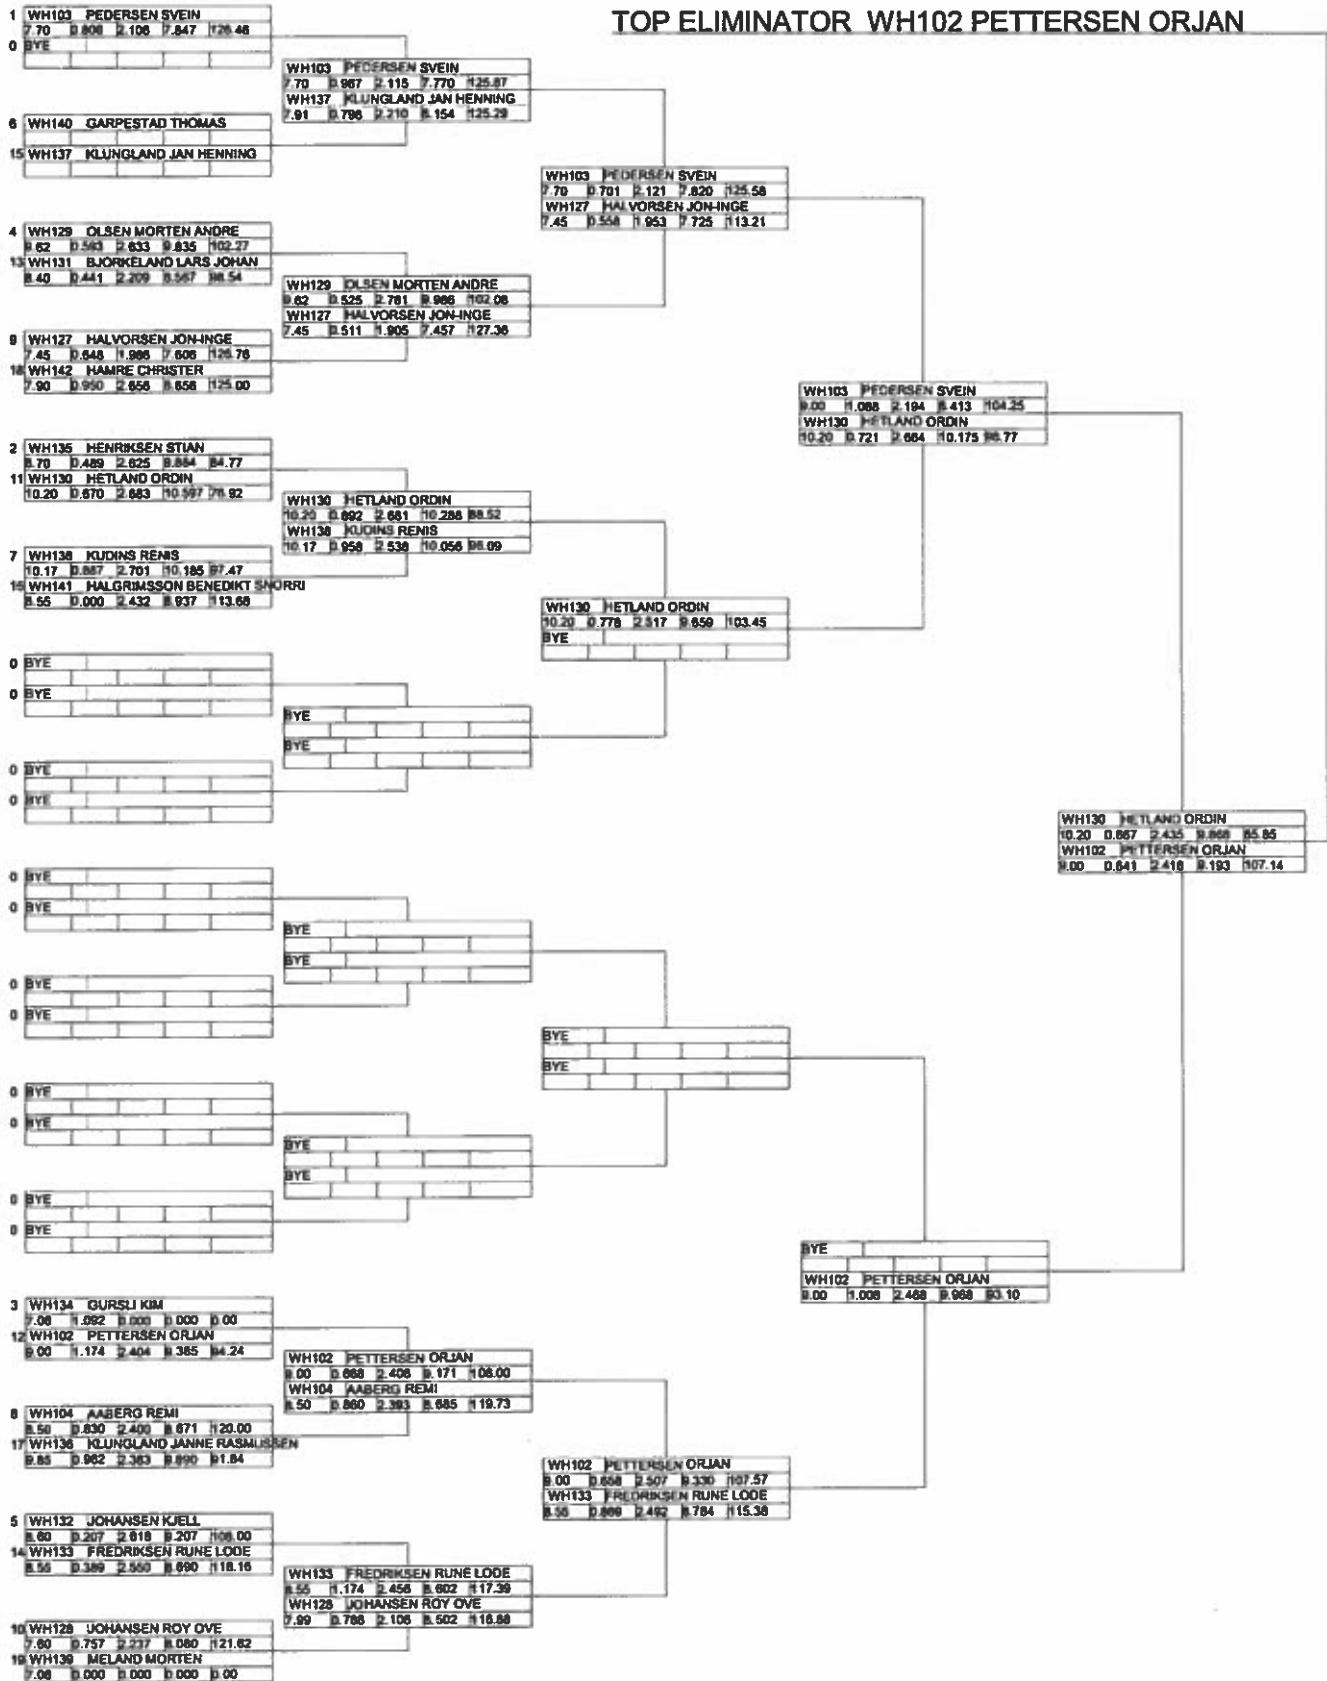 TOP ELIMINATOR WH102 PETTERSEN ORJAN
1 WH103 PEDERSEN SVEIN
7.70 0.808 2.106 7.847 126.46
0 BYE
6 WH140 GARPESTAD THOMAS
15 WH137 KLUNGLAND JAN HENNING
4 WH129 OLSEN MORTEN ANDRE
9.62 0.593 2.633 9.835 102.27
13 WH131 BJORKELAND LARS JOHAN
8.40 0.441 2.209 8.567 98.54
9 WH127 HALVORSEN JON-INGE
7.45 0.648 1.986 7.606 125.76
18 WH142 HAMRE CHRISTER
7.90 0.950 2.656 8.656 125.00
2 WH135 HENRIKSEN STIAN
8.70 0.489 2.625 9.854 84.77
11 WH130 HETLAND ORDIN
10.20 0.670 2.683 10.597 76.92
7 WH138 KUDINS RENIS
10.17 0.887 2.701 10.185 97.47
16 WH141 HALGRIMSSON BENEDIKT SNORRI
8.55 0.000 2.432 8.937 113.68
0 BYE
0 BYE
0 BYE
0 BYE
0 BYE
0 BYE
0 BYE
0 BYE
0 BYE
0 BYE
0 BYE
0 BYE
3 WH134 GURSLI KIM
7.08 1.092 0.000 0.000 0.00
12 WH102 PETTERSEN ORJAN
9.00 1.174 2.404 9.385 94.24
8 WH104 AABERG REMI
8.50 0.830 2.400 8.671 120.00
17 WH136 KLUNGLAND JANNE RASMUSSEN
9.85 0.962 2.383 9.890 91.84
5 WH132 JOHANSEN KJELL
8.60 0.207 2.618 9.207 108.00
14 WH133 FREDRIKSEN RUNE LODE
8.55 0.389 2.550 8.690 118.16
10 WH128 JOHANSEN ROY OVE
7.60 0.757 2.237 8.080 121.62
19 WH139 MELAND MORTEN
7.08 0.000 0.000 0.000 0.00
WH103 PEDERSEN SVEIN
7.70 0.967 2.115 7.770 125.87
WH137 KLUNGLAND JAN HENNING
7.91 0.796 2.210 8.154 125.29
WH129 OLSEN MORTEN ANDRE
9.62 0.525 2.781 9.986 102.08
WH127 HALVORSEN JON-INGE
7.45 0.511 1.905 7.457 127.36
WH130 HETLAND ORDIN
10.20 0.692 2.661 10.288 88.52
WH138 KUDINS RENIS
10.17 0.958 2.538 10.056 98.09
BYE
BYE
BYE
BYE
BYE
BYE
WH102 PETTERSEN ORJAN
9.00 0.668 2.408 9.171 108.00
WH104 AABERG REMI
8.50 0.860 2.393 8.685 119.73
WH133 FREDRIKSEN RUNE LODE
8.55 1.174 2.456 8.602 117.39
WH128 JOHANSEN ROY OVE
7.99 0.788 2.106 8.502 116.88
WH103 PEDERSEN SVEIN
7.70 0.701 2.121 7.820 125.58
WH127 HALVORSEN JON-INGE
7.45 0.558 1.953 7.725 113.21
WH130 HETLAND ORDIN
10.20 0.778 2.517 9.659 103.45
BYE
BYE
BYE
WH102 PETTERSEN ORJAN
9.00 0.658 2.507 9.330 107.57
WH133 FREDRIKSEN RUNE LODE
8.55 0.869 2.492 8.784 115.38
WH103 PEDERSEN SVEIN
9.00 1.088 2.194 8.413 104.25
WH130 HETLAND ORDIN
10.20 0.721 2.664 10.175 96.77
BYE
WH102 PETTERSEN ORJAN
9.00 1.008 2.468 9.968 93.10
WH130 HETLAND ORDIN
10.20 0.667 2.435 9.868 85.85
WH102 PETTERSEN ORJAN
9.00 0.641 2.416 9.193 107.14